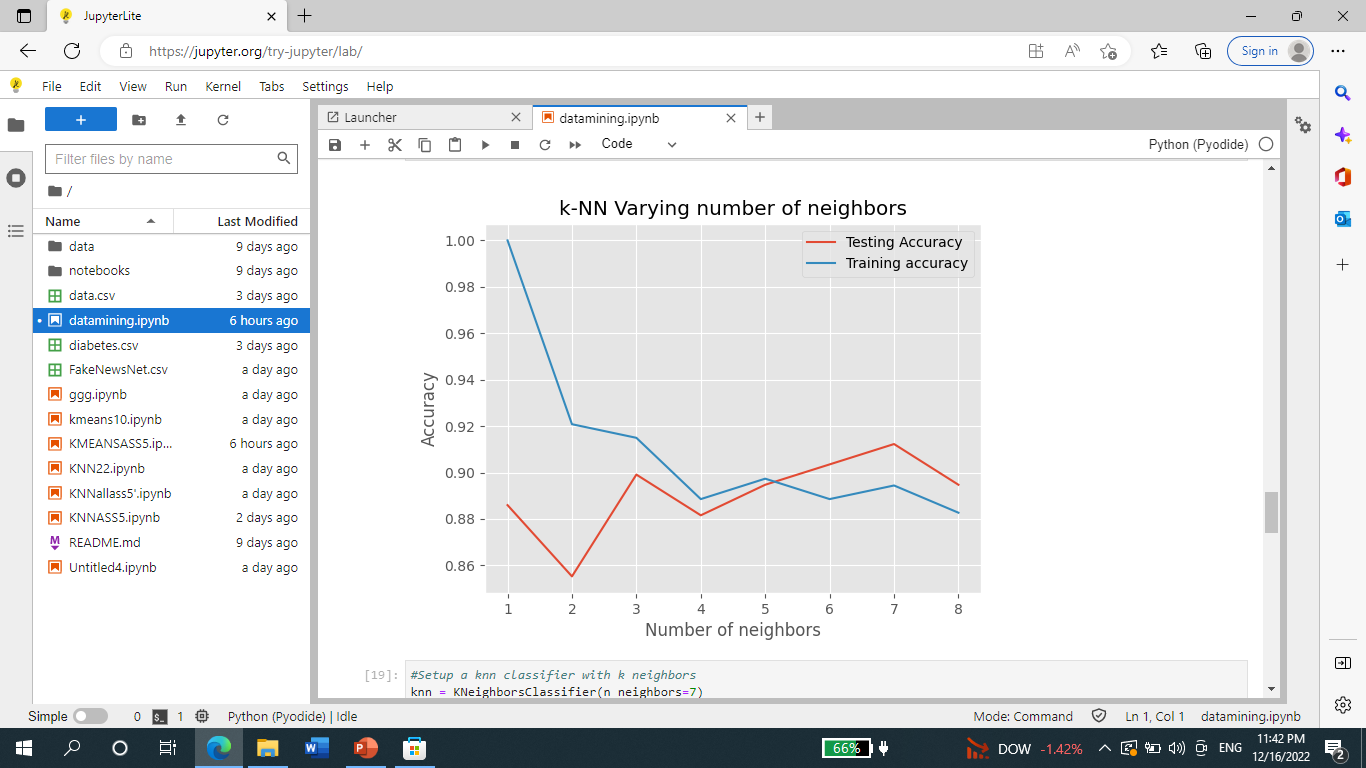 JupyterLite
https://jupyter.org/try-jupyter/lab/
Sign in
File Edit View Run Kernel Tabs Settings Help
Filter files by name
/
Name Last Modified
data 9 days ago
notebooks 9 days ago
data.csv 3 days ago
datamining.ipynb 6 hours ago
diabetes.csv 3 days ago
FakeNewsNet.csv a day ago
ggg.ipynb a day ago
kmeans10.ipynb a day ago
KMEANSASS5.ip... 6 hours ago
KNN22.ipynb a day ago
KNNallass5'.ipynb a day ago
KNNASS5.ipynb 2 days ago
README.md 9 days ago
Untitled4.ipynb a day ago
Launcher
datamining.ipynb
Code
Python (Pyodide)
k-NN Varying number of neighbors
Testing Accuracy
Training accuracy
Accuracy
1.00
0.98
0.96
0.94
0.92
0.90
0.88
0.86
1 2 3 4 5 6 7 8
Number of neighbors
[19]:
#Setup a knn classifier with k neighbors
knn = KNeighborsClassifier(n_neighbors=7)
Simple 0 1 Python (Pyodide) | Idle
Mode: Command Ln 1, Col 1 datamining.ipynb
66%
DOW -1.42%
ENG
11:42 PM
12/16/2022
2